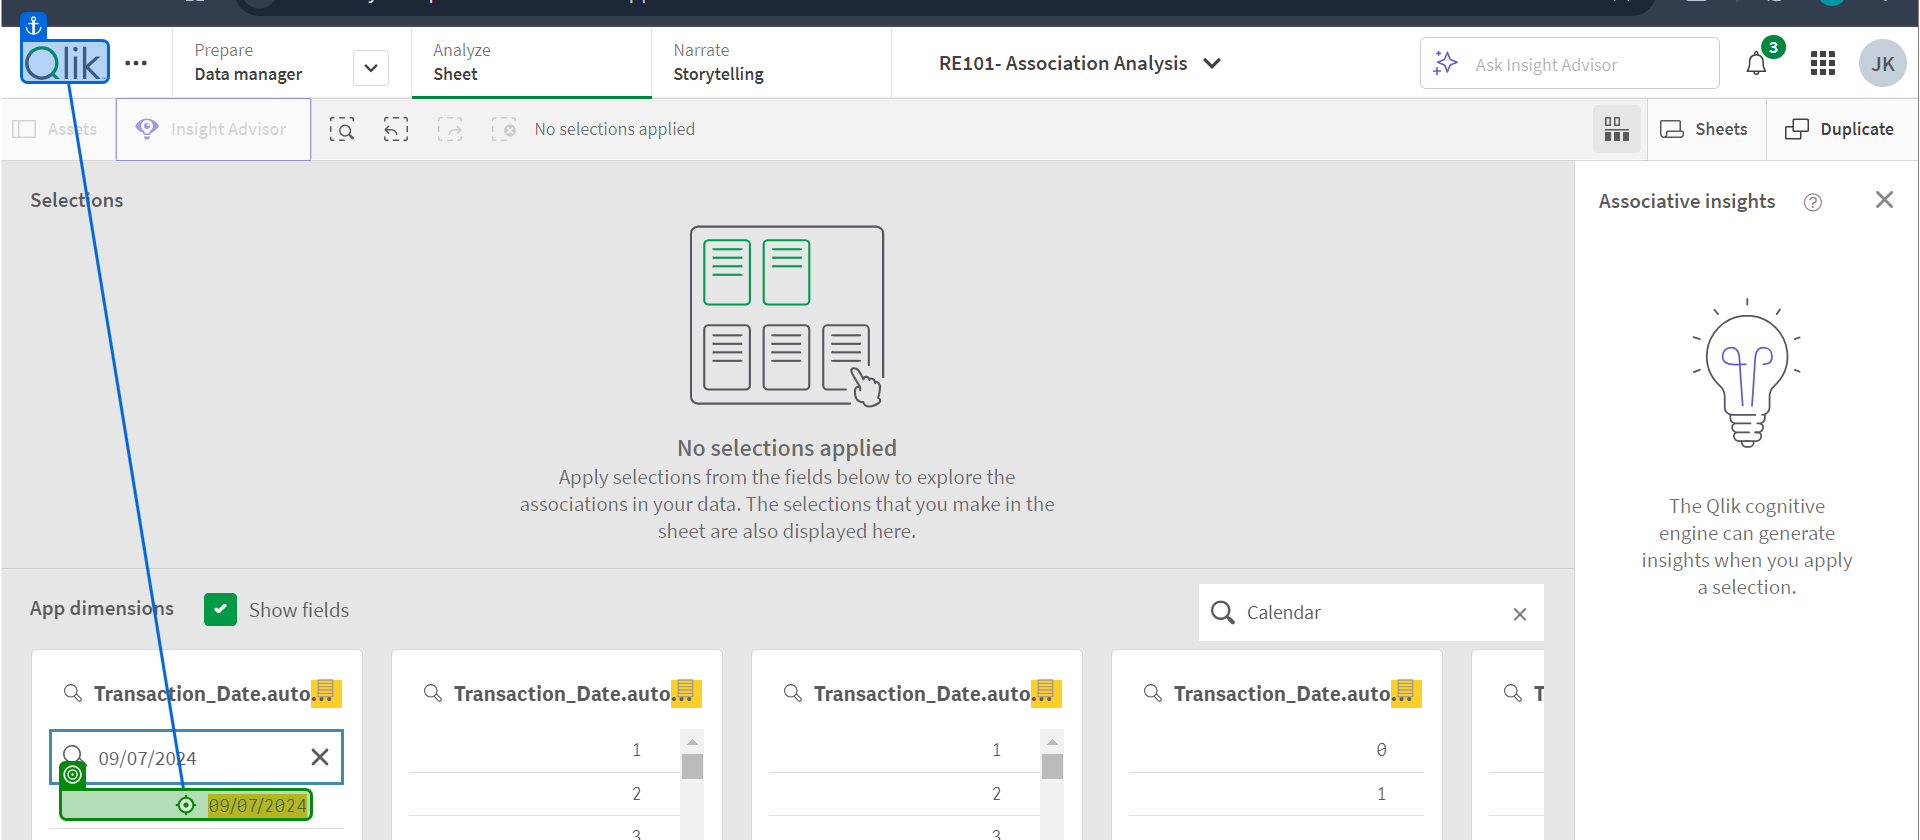 Qlik
Prepare
Data manager
Analyze
Sheet
Narrate
Storytelling
RE101- Association Analysis
Ask Insight Advisor
3
JK
Assets
Insight Advisor
No selections applied
Sheets
Duplicate
Selections
Associative insights
No selections applied
Apply selections from the fields below to explore the
associations in your data. The selections that you make in the
sheet are also displayed here.
The Qlik cognitive
engine can generate
insights when you apply
a selection.
App dimensions
Show fields
Calendar
Transaction_Date.auto.
Transaction_Date.auto.
Transaction_Date.auto.
Transaction_Date.auto.
T
09/07/2024
09/07/2024
1
2
3
1
2
3
0
1